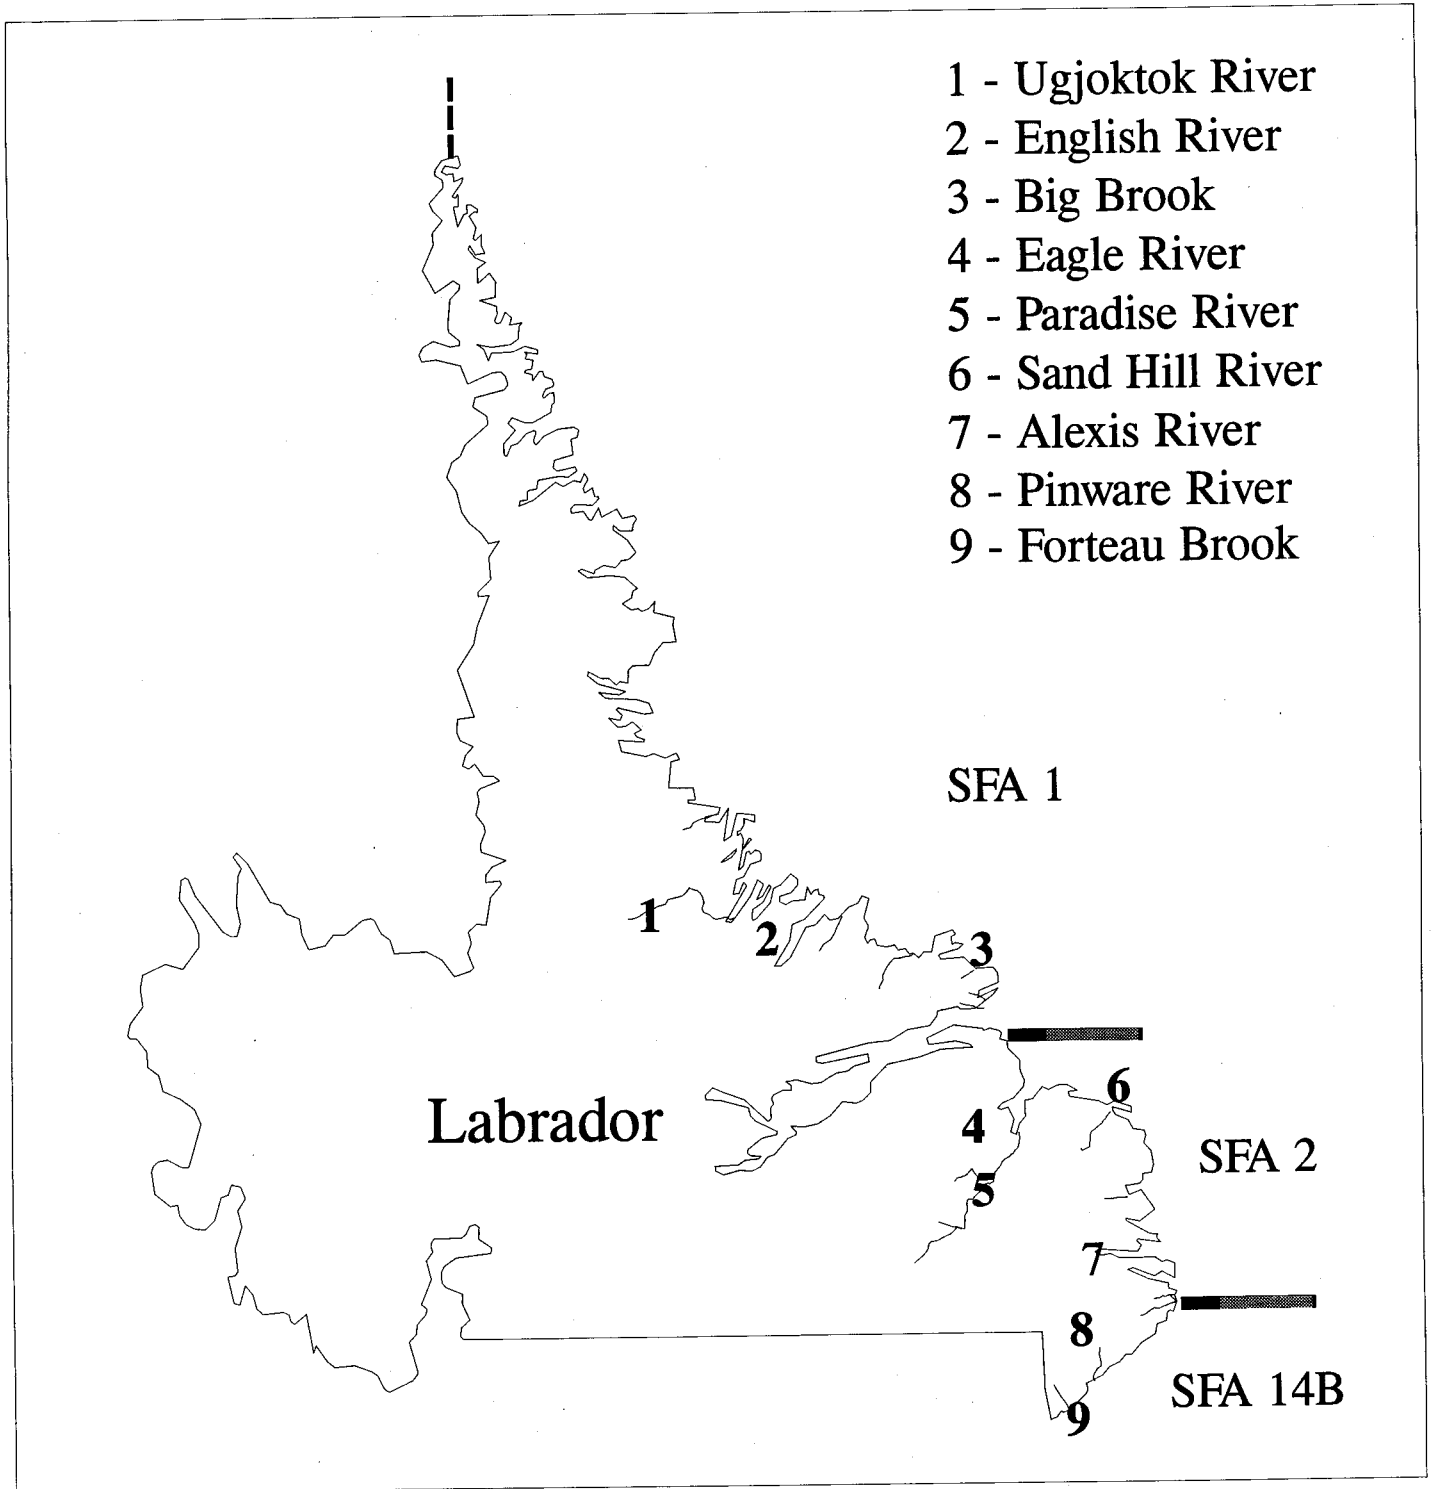 1 - Ugjoktok River
2 - English River
3 - Big Brook
4 - Eagle River
5 - Paradise River
6 - Sand Hill River
7 - Alexis River
8 - Pinware River
9 - Forteau Brook
SFA 1
1
2
3
6
Labrador
4
SFA 2
5
7
8
SFA 14B
9